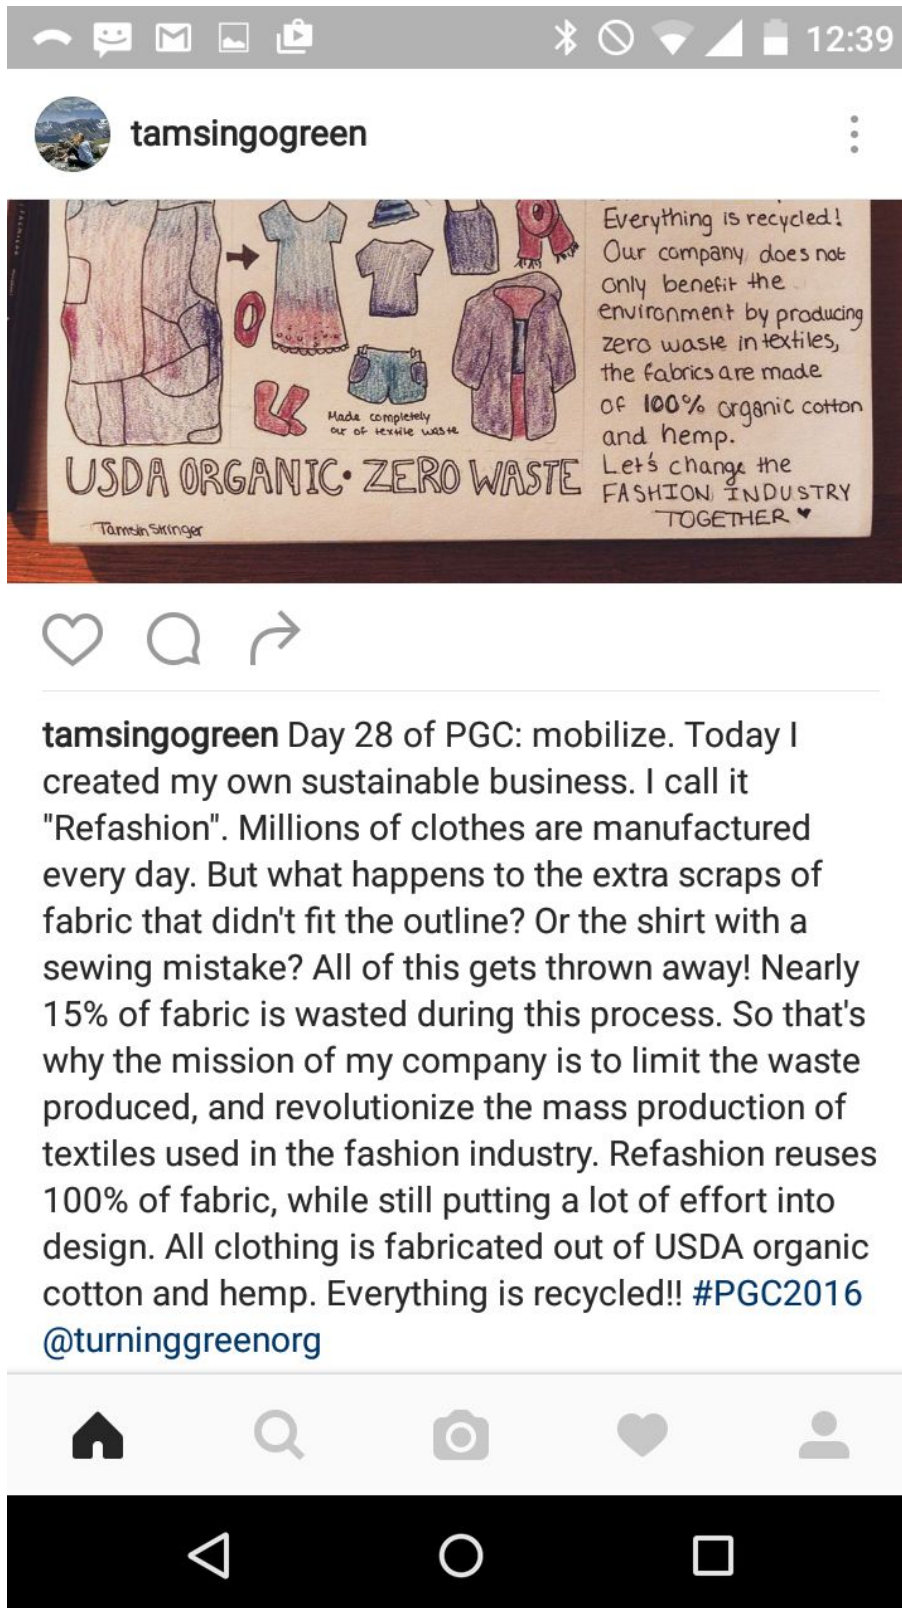 12:39
tamsingogreen
Everything is recycled!
Our company does not
only benefit the
environment by producing
zero waste in textiles,
the fabrics are made
of 100% organic cotton
and hemp.
Let's change the
FASHION INDUSTRY
TOGETHER ♥
Made completely
out of textile waste
USDA ORGANIC • ZERO WASTE
Tamsin Stringer
tamsingogreen Day 28 of PGC: mobilize. Today I
created my own sustainable business. I call it
"Refashion". Millions of clothes are manufactured
every day. But what happens to the extra scraps of
fabric that didn't fit the outline? Or the shirt with a
sewing mistake? All of this gets thrown away! Nearly
15% of fabric is wasted during this process. So that's
why the mission of my company is to limit the waste
produced, and revolutionize the mass production of
textiles used in the fashion industry. Refashion reuses
100% of fabric, while still putting a lot of effort into
design. All clothing is fabricated out of USDA organic
cotton and hemp. Everything is recycled!! #PGC2016
@turninggreenorg